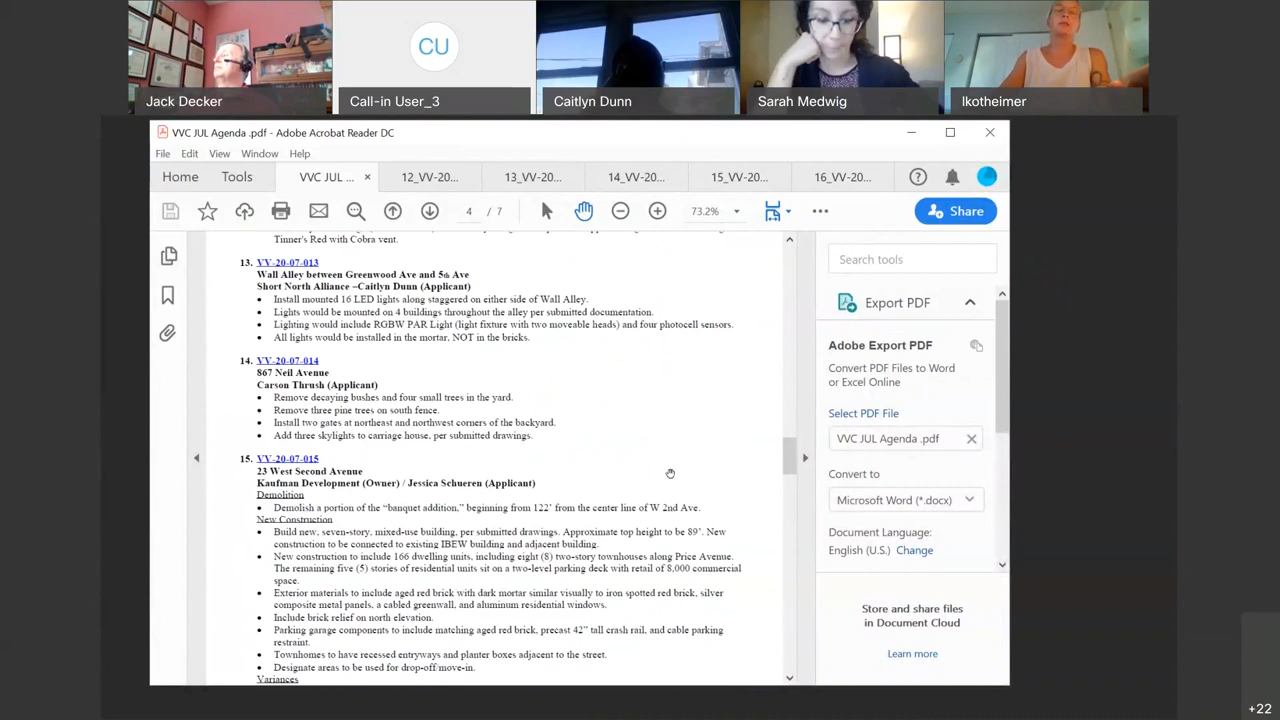 CU
Jack Decker
Call-in User_3
Caitlyn Dunn
Sarah Medwig
lkotheimer
VVC JUL Agenda .pdf - Adobe Acrobat Reader DC
File Edit View Window Help
Home Tools VVC JUL ... × 12_VV-20... 13_VV-20... 14_VV-20... 15_VV-20... 16_VV-20...
4 / 7 73.2% Share
Tinner's Red with Cobra vent.
13. VV-20-07-013
Wall Alley between Greenwood Ave and 5th Ave
Short North Alliance –Caitlyn Dunn (Applicant)
• Install mounted 16 LED lights along staggered on either side of Wall Alley.
• Lights would be mounted on 4 buildings throughout the alley per submitted documentation.
• Lighting would include RGBW PAR Light (light fixture with two moveable heads) and four photocell sensors.
• All lights would be installed in the mortar, NOT in the bricks.
14. VV-20-07-014
867 Neil Avenue
Carson Thrush (Applicant)
• Remove decaying bushes and four small trees in the yard.
• Remove three pine trees on south fence.
• Install two gates at northeast and northwest corners of the backyard.
• Add three skylights to carriage house, per submitted drawings.
15. VV-20-07-015
23 West Second Avenue
Kaufman Development (Owner) / Jessica Schueren (Applicant)
Demolition
• Demolish a portion of the “banquet addition,” beginning from 122’ from the center line of W 2nd Ave.
New Construction
• Build new, seven-story, mixed-use building, per submitted drawings. Approximate top height to be 89’. New
construction to be connected to existing IBEW building and adjacent building.
• New construction to include 166 dwelling units, including eight (8) two-story townhouses along Price Avenue.
The remaining five (5) stories of residential units sit on a two-level parking deck with retail of 8,000 commercial
space.
• Exterior materials to include aged red brick with dark mortar similar visually to iron spotted red brick, silver
composite metal panels, a cabled greenwall, and aluminum residential windows.
• Include brick relief on north elevation.
• Parking garage components to include matching aged red brick, precast 42” tall crash rail, and cable parking
restraint.
• Townhomes to have recessed entryways and planter boxes adjacent to the street.
• Designate areas to be used for drop-off/move-in.
Variances
Search tools
Export PDF
Adobe Export PDF
Convert PDF Files to Word
or Excel Online
Select PDF File
VVC JUL Agenda .pdf ×
Convert to
Microsoft Word (*.docx)
Document Language:
English (U.S.) Change
Store and share files
in Document Cloud
Learn more
+22